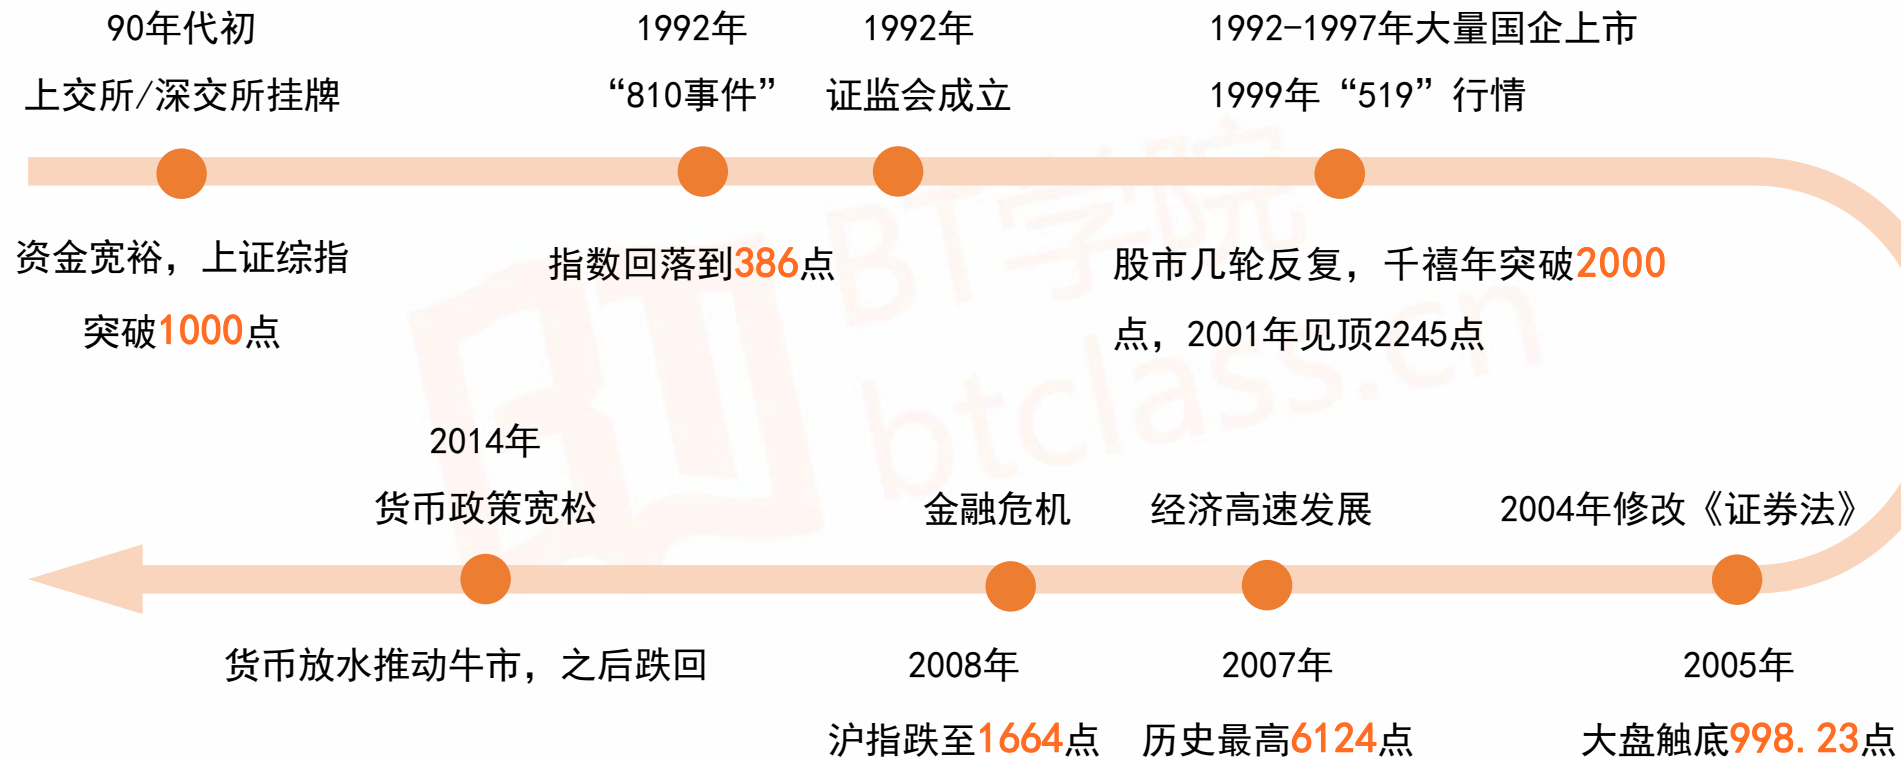 90年代初
上交所/深交所挂牌
1992年
“810事件”
1992年
证监会成立
1992-1997年大量国企上市
1999年“519”行情
资金宽裕，上证综指
突破1000点
指数回落到386点
股市几轮反复，千禧年突破2000
点，2001年见顶2245点
BT学院
btclass.cn
2014年
货币政策宽松
金融危机
经济高速发展
2004年修改《证券法》
货币放水推动牛市，之后跌回
2008年
沪指跌至1664点
2007年
历史最高6124点
2005年
大盘触底998.23点